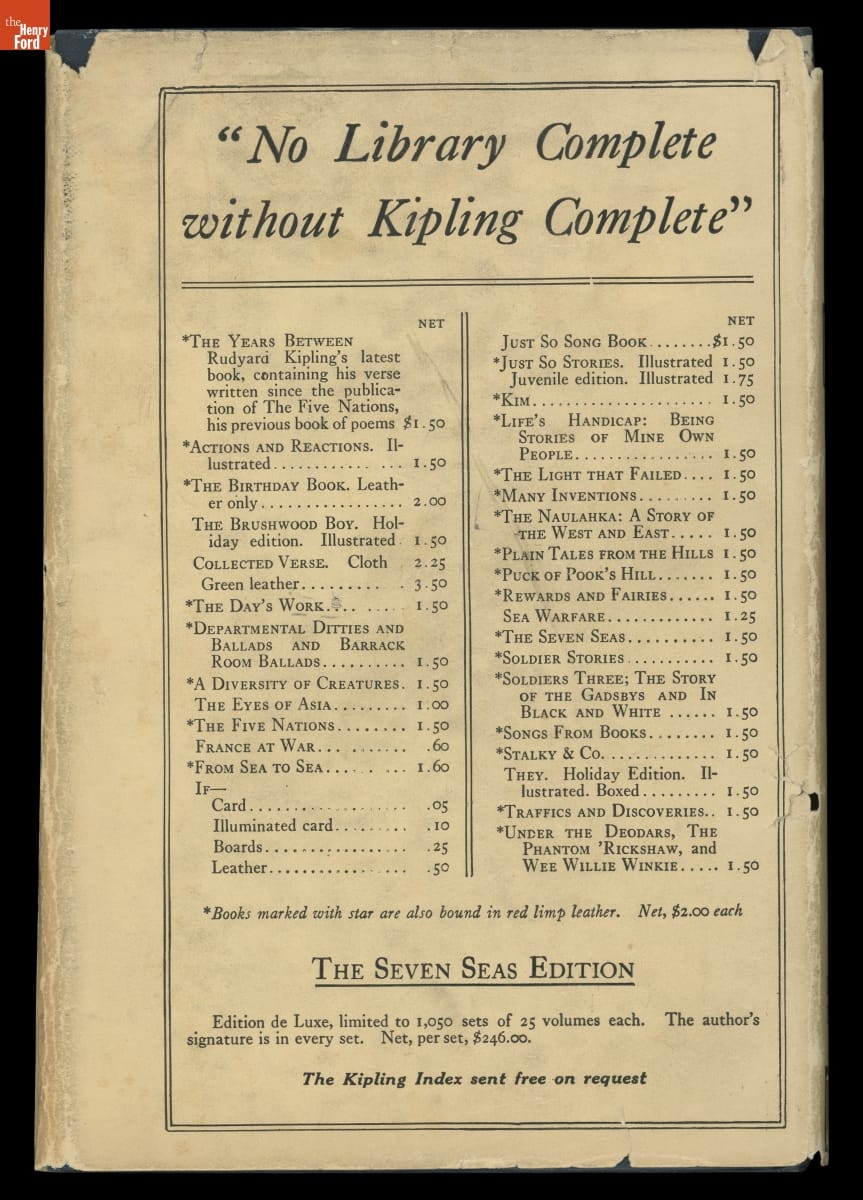 the
Henry
Ford
“No Library Complete
without Kipling Complete”
NET
*THE YEARS BETWEEN
Rudyard Kipling's latest
book, containing his verse
written since the publica-
tion of The Five Nations,
his previous book of poems $1.50
*ACTIONS AND REACTIONS. Il-
lustrated............ ... 1.50
*THE BIRTHDAY BOOK. Leath-
er only................. 2.00
THE BRUSHWOOD BOY. Hol-
iday edition. Illustrated. 1.50
COLLECTED VERSE. Cloth 2.25
Green leather......... . 3.50
*THE DAY'S WORK.... ..... 1.50
*DEPARTMENTAL DITTIES AND
BALLADS AND BARRACK
ROOM BALLADS.......... 1.50
*A DIVERSITY OF CREATURES. 1.50
THE EYES OF ASIA......... 1.00
*THE FIVE NATIONS........ 1.50
FRANCE AT WAR... ....... .60
*FROM SEA TO SEA..... .. ... 1.60
IF—
Card................. .05
Illuminated card........ .10
Boards................ .25
Leather................ .50
NET
JUST SO SONG BOOK........$1.50
*JUST SO STORIES. Illustrated 1.50
Juvenile edition. Illustrated 1.75
*KIM..................... 1.50
*LIFE'S HANDICAP: BEING
STORIES OF MINE OWN
PEOPLE................ 1.50
*THE LIGHT THAT FAILED.... 1.50
*MANY INVENTIONS......... 1.50
*THE NAULAHKA: A STORY OF
THE WEST AND EAST..... 1.50
*PLAIN TALES FROM THE HILLS 1.50
*PUCK OF POOK'S HILL....... 1.50
*REWARDS AND FAIRIES...... 1.50
SEA WARFARE............. 1.25
*THE SEVEN SEAS.......... 1.50
*SOLDIER STORIES.......... 1.50
*SOLDIERS THREE; THE STORY
OF THE GADSBYS AND IN
BLACK AND WHITE ...... 1.50
*SONGS FROM BOOKS........ 1.50
*STALKY & CO............. 1.50
THEY. Holiday Edition. Il-
lustrated. Boxed......... 1.50
*TRAFFICS AND DISCOVERIES.. 1.50
*UNDER THE DEODARS, THE
PHANTOM 'RICKSHAW, and
WEE WILLIE WINKIE..... 1.50
*Books marked with star are also bound in red limp leather. Net, $2.00 each
THE SEVEN SEAS EDITION
Edition de Luxe, limited to 1,050 sets of 25 volumes each. The author's
signature is in every set. Net, per set, $246.00.
The Kipling Index sent free on request